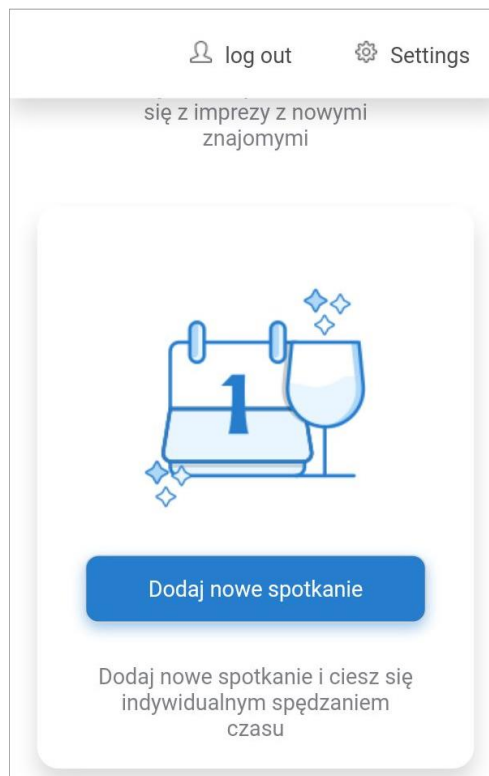 log out
Settings
się z imprezy z nowymi
znajomymi
1
Dodaj nowe spotkanie
Dodaj nowe spotkanie i ciesz się
indywidualnym spędzaniem
czasu